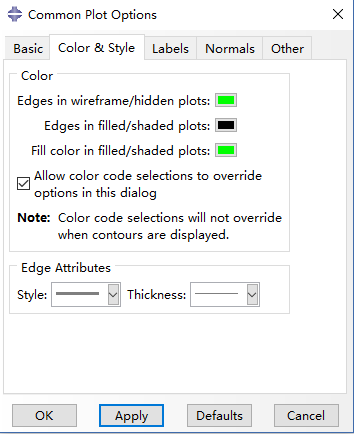 Common Plot Options
Basic Color & Style Labels Normals Other
Color
Edges in wireframe/hidden plots:
Edges in filled/shaded plots:
Fill color in filled/shaded plots:
Allow color code selections to override
options in this dialog
Note: Color code selections will not override
when contours are displayed.
Edge Attributes
Style: Thickness:
OK Apply Defaults Cancel